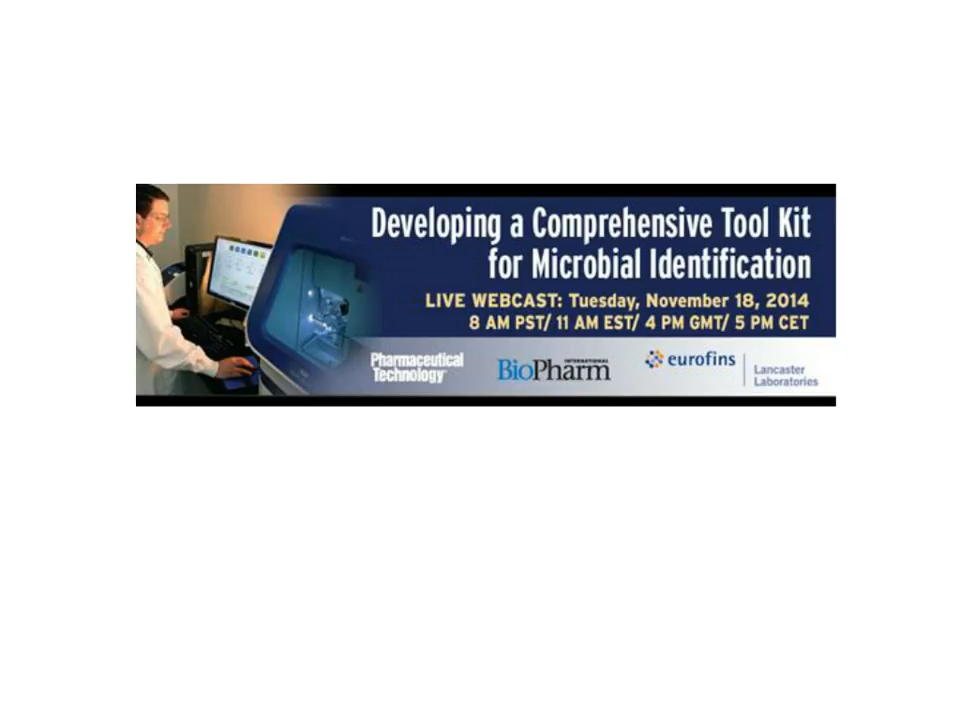 Developing a Comprehensive Tool Kit
for Microbial Identification
LIVE WEBCAST: Tuesday, November 18, 2014
8 AM PST/ 11 AM EST/ 4 PM GMT/ 5 PM CET
Pharmaceutical
Technology
INTERNATIONAL
BioPharm
eurofins
Lancaster
Laboratories